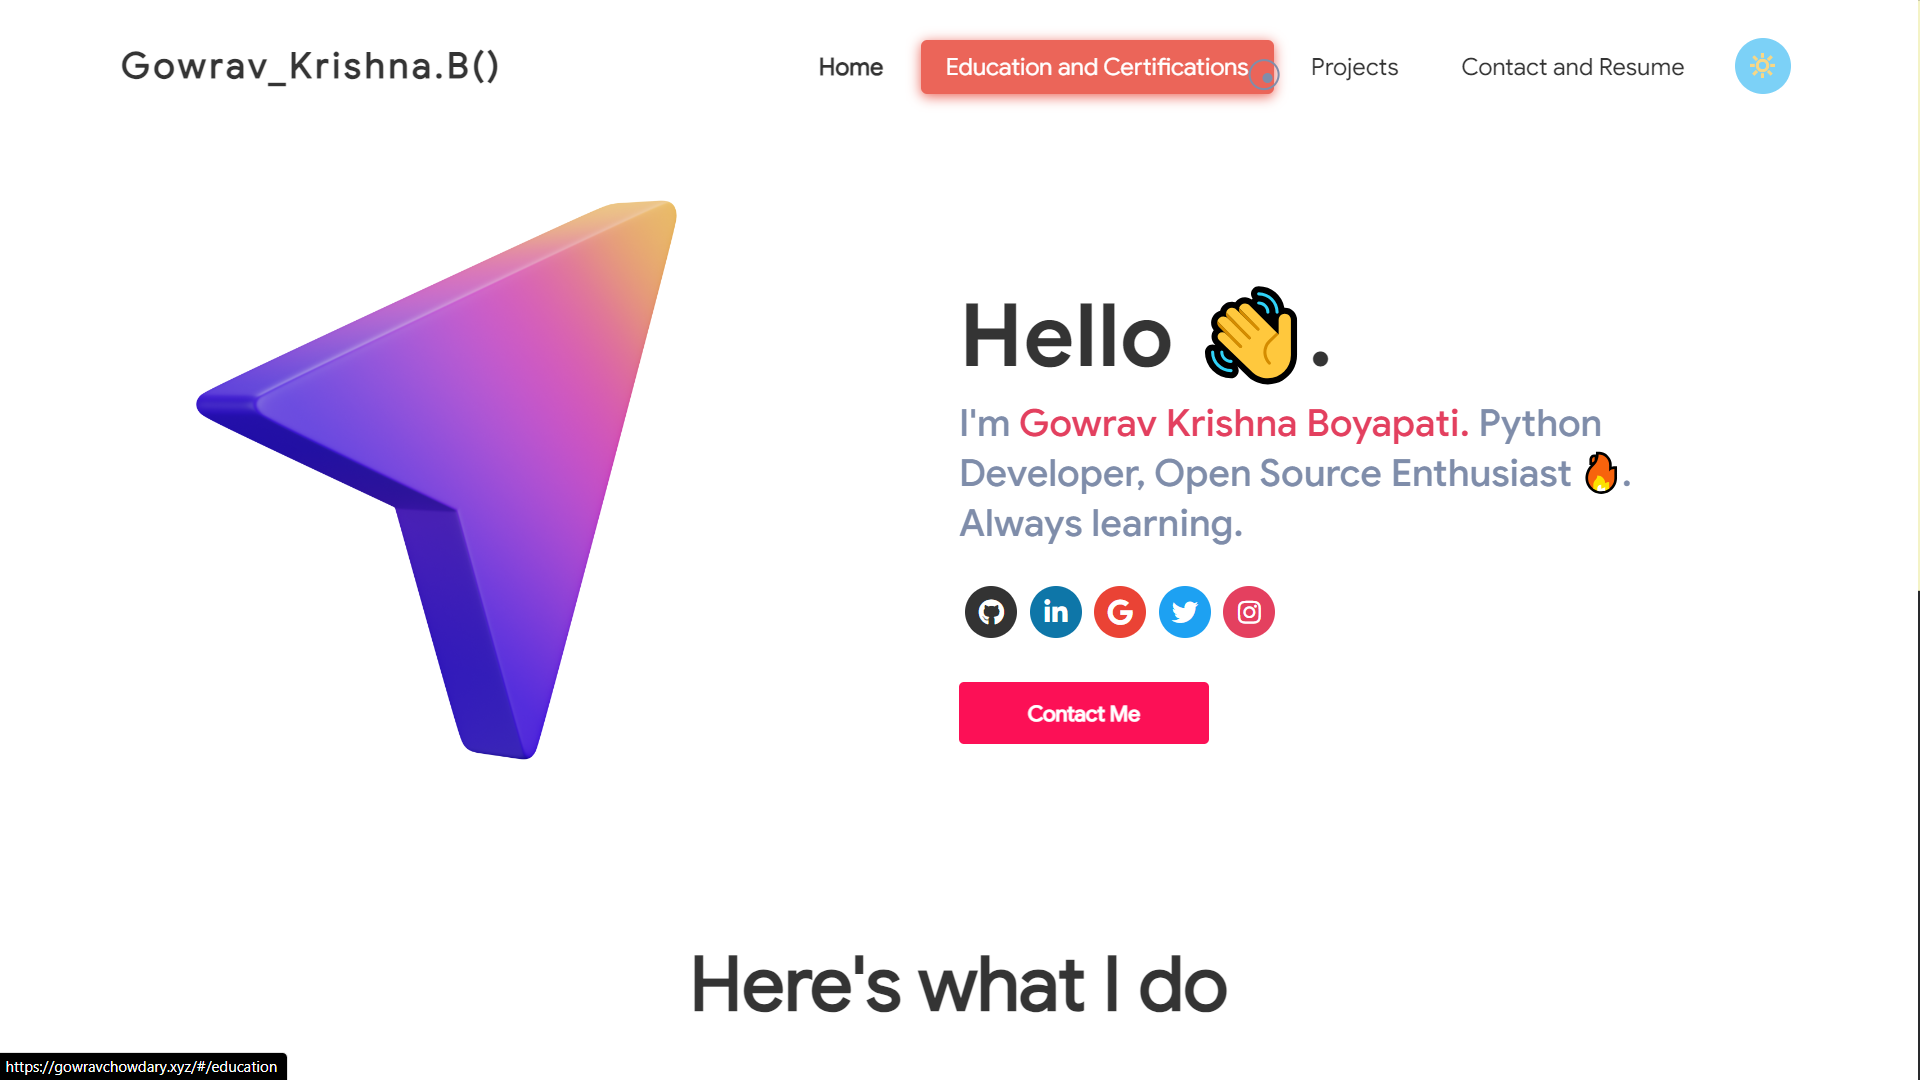 Gowrav_Krishna.B()
Home
Education and Certifications
Projects
Contact and Resume
Hello 👋.
I'm Gowrav Krishna Boyapati. Python
Developer, Open Source Enthusiast 🔥.
Always learning.
in
G
Contact Me
Here's what I do
https://gowravchowdary.xyz/#/education